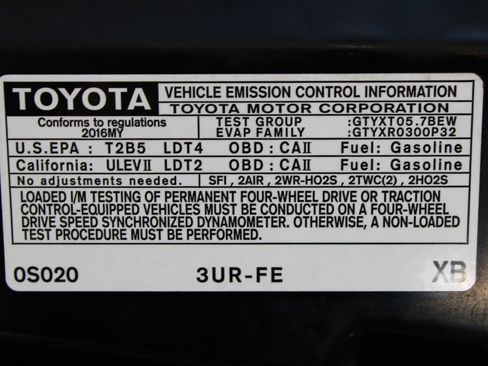 TOYOTA VEHICLE EMISSION CONTROL INFORMATION
TOYOTA MOTOR CORPORATION
Conforms to regulations TEST GROUP :GTYXT05.7BEW
2016MY EVAP FAMILY :GTYXR0300P32
U.S.EPA : T2B5 LDT4 OBD : CAII Fuel: Gasoline
California: ULEVII LDT2 OBD : CAII Fuel: Gasoline
No adjustments needed SFI , 2AIR , 2WR-HO2S , 2TWC(2) , 2HO2S
LOADED I/M TESTING OF PERMANENT FOUR-WHEEL DRIVE OR TRACTION
CONTROL-EQUIPPED VEHICLES MUST BE CONDUCTED ON A FOUR-WHEEL
DRIVE SPEED SYNCHRONIZED DYNAMOMETER. OTHERWISE, A NON-LOADED
TEST PROCEDURE MUST BE PERFORMED.
0S020 3UR-FE XB